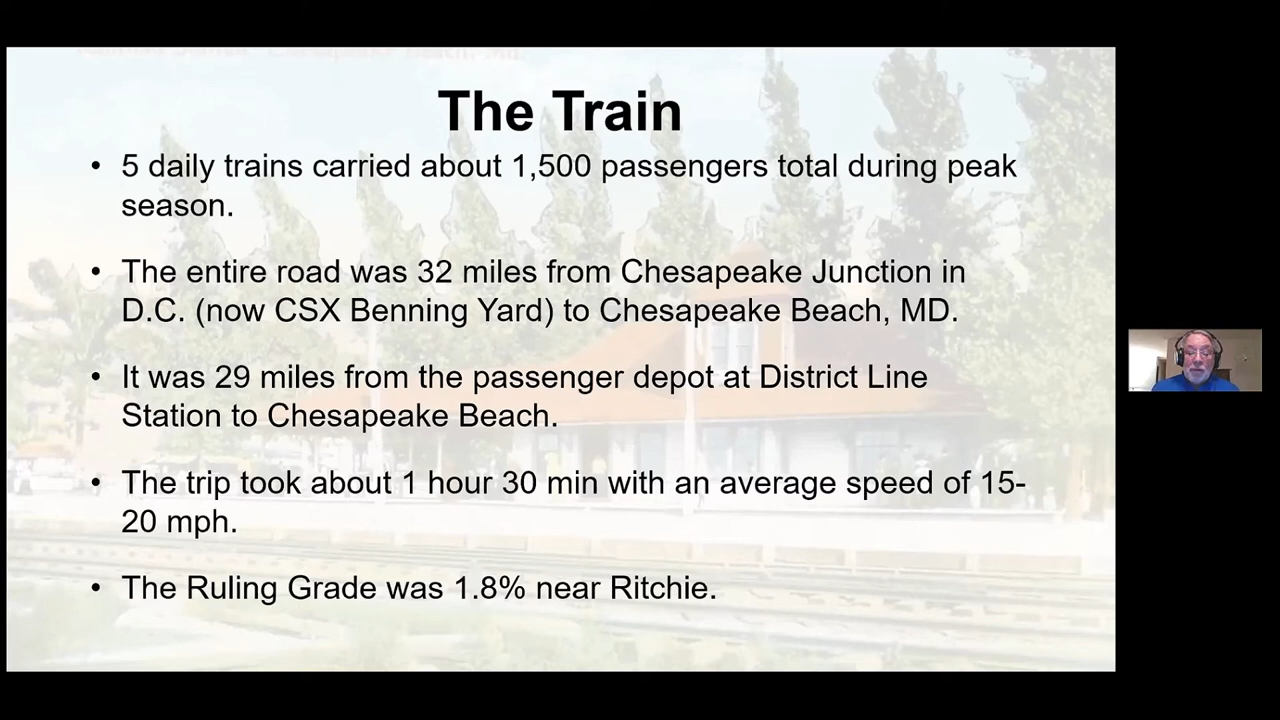 The Train
• 5 daily trains carried about 1,500 passengers total during peak
season.
• The entire road was 32 miles from Chesapeake Junction in
D.C. (now CSX Benning Yard) to Chesapeake Beach, MD.
• It was 29 miles from the passenger depot at District Line
Station to Chesapeake Beach.
• The trip took about 1 hour 30 min with an average speed of 15-
20 mph.
• The Ruling Grade was 1.8% near Ritchie.